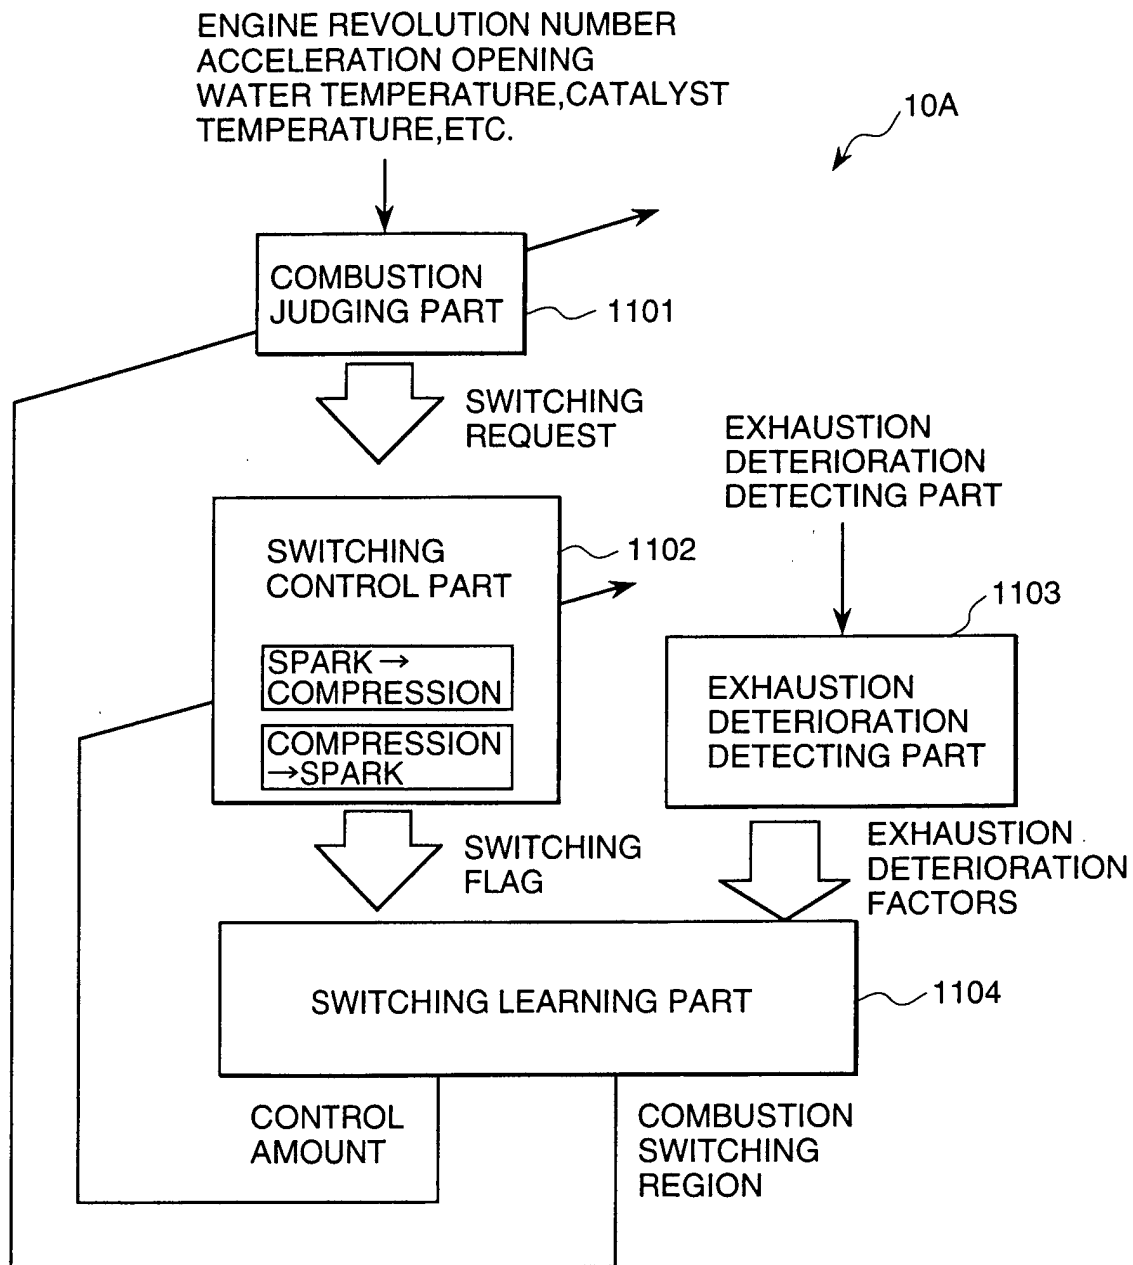 ENGINE REVOLUTION NUMBER
ACCELERATION OPENING
WATER TEMPERATURE,CATALYST
TEMPERATURE,ETC.
10A
COMBUSTION
JUDGING PART
1101
SWITCHING
REQUEST
EXHAUSTION
DETERIORATION
DETECTING PART
SWITCHING
CONTROL PART
1102
SPARK →
COMPRESSION
COMPRESSION
→SPARK
1103
EXHAUSTION
DETERIORATION
DETECTING PART
SWITCHING
FLAG
EXHAUSTION
DETERIORATION
FACTORS
SWITCHING LEARNING PART
1104
CONTROL
AMOUNT
COMBUSTION
SWITCHING
REGION